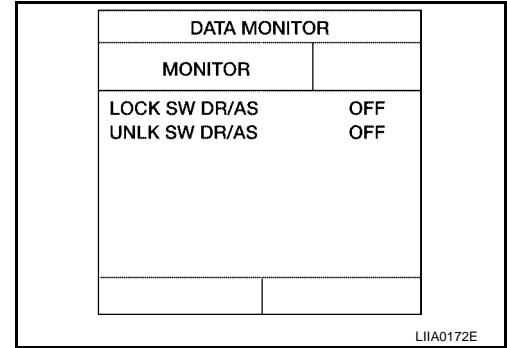 DATA MONITOR
MONITOR
LOCK SW DR/AS OFF
UNLK SW DR/AS OFF
LIIA0172E